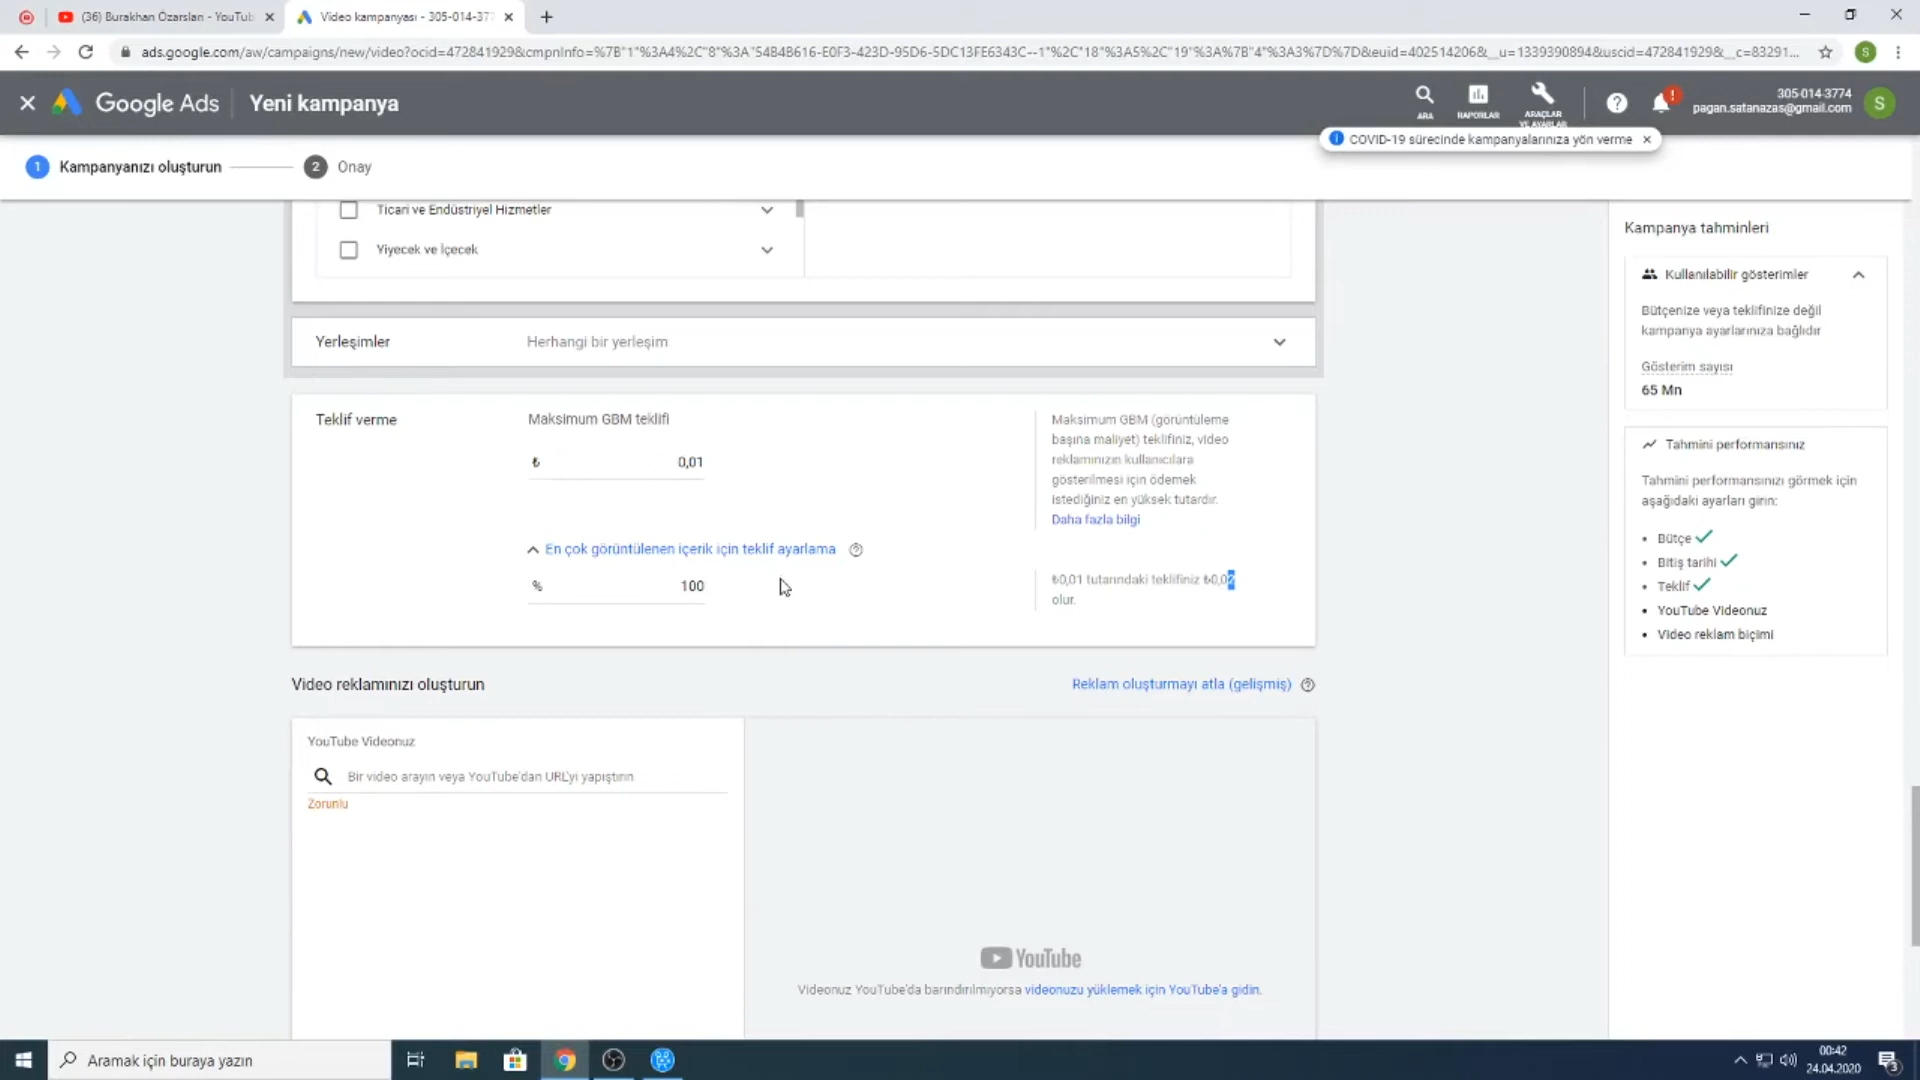 (36) Burakhan Özarslan - YouTub
Video kampanyası - 305-014-377
ads.google.com/aw/campaigns/new/video?ocid=472841929&cmpnInfo=%7B"1"%3A4%2C"8"%3A"54B4B616-E0F3-423D-95D6-5DC13FE6343C--1"%2C"18"%3A5%2C"19"%3A%7B"4"%3A3%7D%7D&euid=402514206&__u=1339390894&uscid=472841929&__c=83291...
S
Google Ads
Yeni kampanya
ARA
RAPORLAR
ARAÇLAR
VE AYARLAR
305-014-3774
pagan.satanazas@gmail.com
S
COVID-19 sürecinde kampanyalarınıza yön verme
1 Kampanyanızı oluşturun
2 Onay
Ticari ve Endüstriyel Hizmetler
Yiyecek ve İçecek
Yerleşimler
Herhangi bir yerleşim
Teklif verme
Maksimum GBM teklifi
₺ 0,01
Maksimum GBM (görüntüleme
başına maliyet) teklifiniz, video
reklamınızın kullanıcılara
gösterilmesi için ödemek
istediğiniz en yüksek tutardır.
Daha fazla bilgi
En çok görüntülenen içerik için teklif ayarlama
% 100
₺0,01 tutarındaki teklifiniz ₺0,02
olur.
Video reklamınızı oluşturun
Reklam oluşturmayı atla (gelişmiş)
YouTube Videonuz
Bir video arayın veya YouTube'dan URL'yi yapıştırın
Zorunlu
YouTube
Videonuz YouTube'da barındırılmıyorsa videonuzu yüklemek için YouTube'a gidin.
Kampanya tahminleri
Kullanılabilir gösterimler
Bütçenize veya teklifinize değil
kampanya ayarlarınıza bağlıdır
Gösterim sayısı
65 Mn
Tahmini performansınız
Tahmini performansınızı görmek için
aşağıdaki ayarları girin:
• Bütçe
• Bitiş tarihi
• Teklif
• YouTube Videonuz
• Video reklam biçimi
Aramak için buraya yazın
00:42
24.04.2020
3